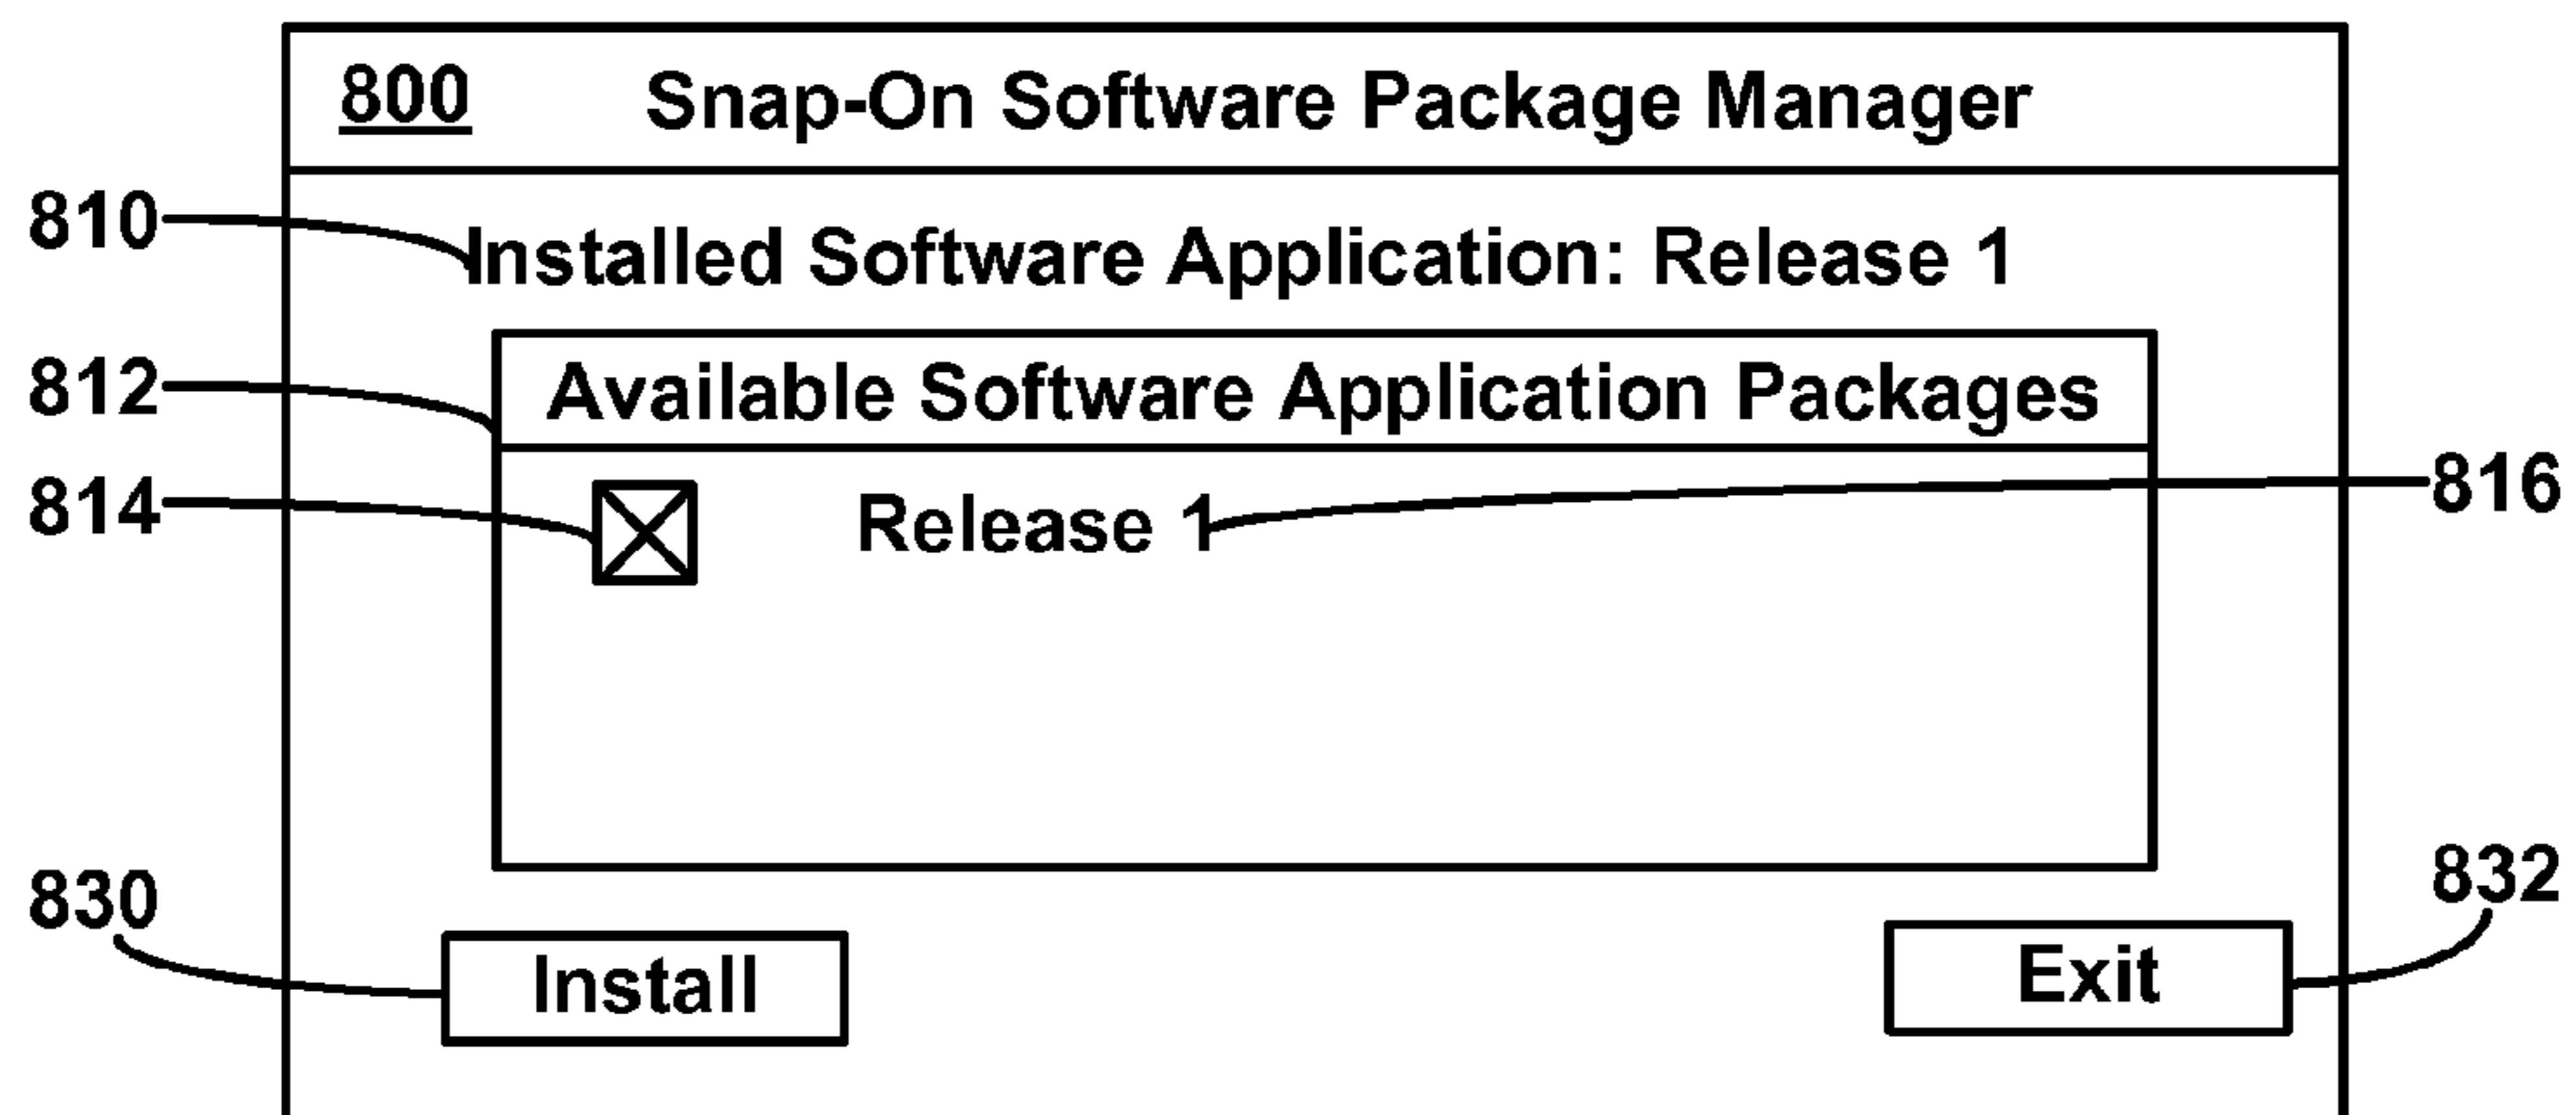 800 Snap-On Software Package Manager
810 Installed Software Application: Release 1
812 Available Software Application Packages
814 Release 1 816
830 Install Exit 832